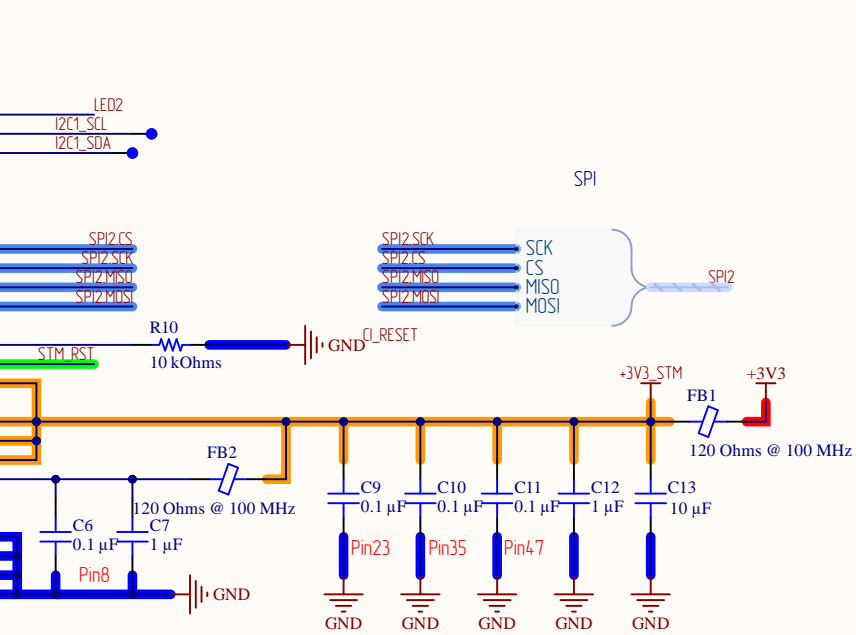 LED2
I2C1_SCL
I2C1_SDA
SPI
SPI2.CS
SPI2.SCK
SPI2.MISO
SPI2.MOSI
SPI2.SCK
SPI2.CS
SPI2.MISO
SPI2.MOSI
SCK
CS
MISO
MOSI
SPI2
R10
10 kOhms
GND
CI_RESET
STM_RST
+3V3_STM
+3V3
FB1
120 Ohms @ 100 MHz
FB2
120 Ohms @ 100 MHz
C9
0.1 µF
C10
0.1 µF
C11
0.1 µF
C12
1 µF
C13
10 µF
C6
0.1 µF
C7
1 µF
Pin8
Pin23
Pin35
Pin47
GND
GND
GND
GND
GND
GND